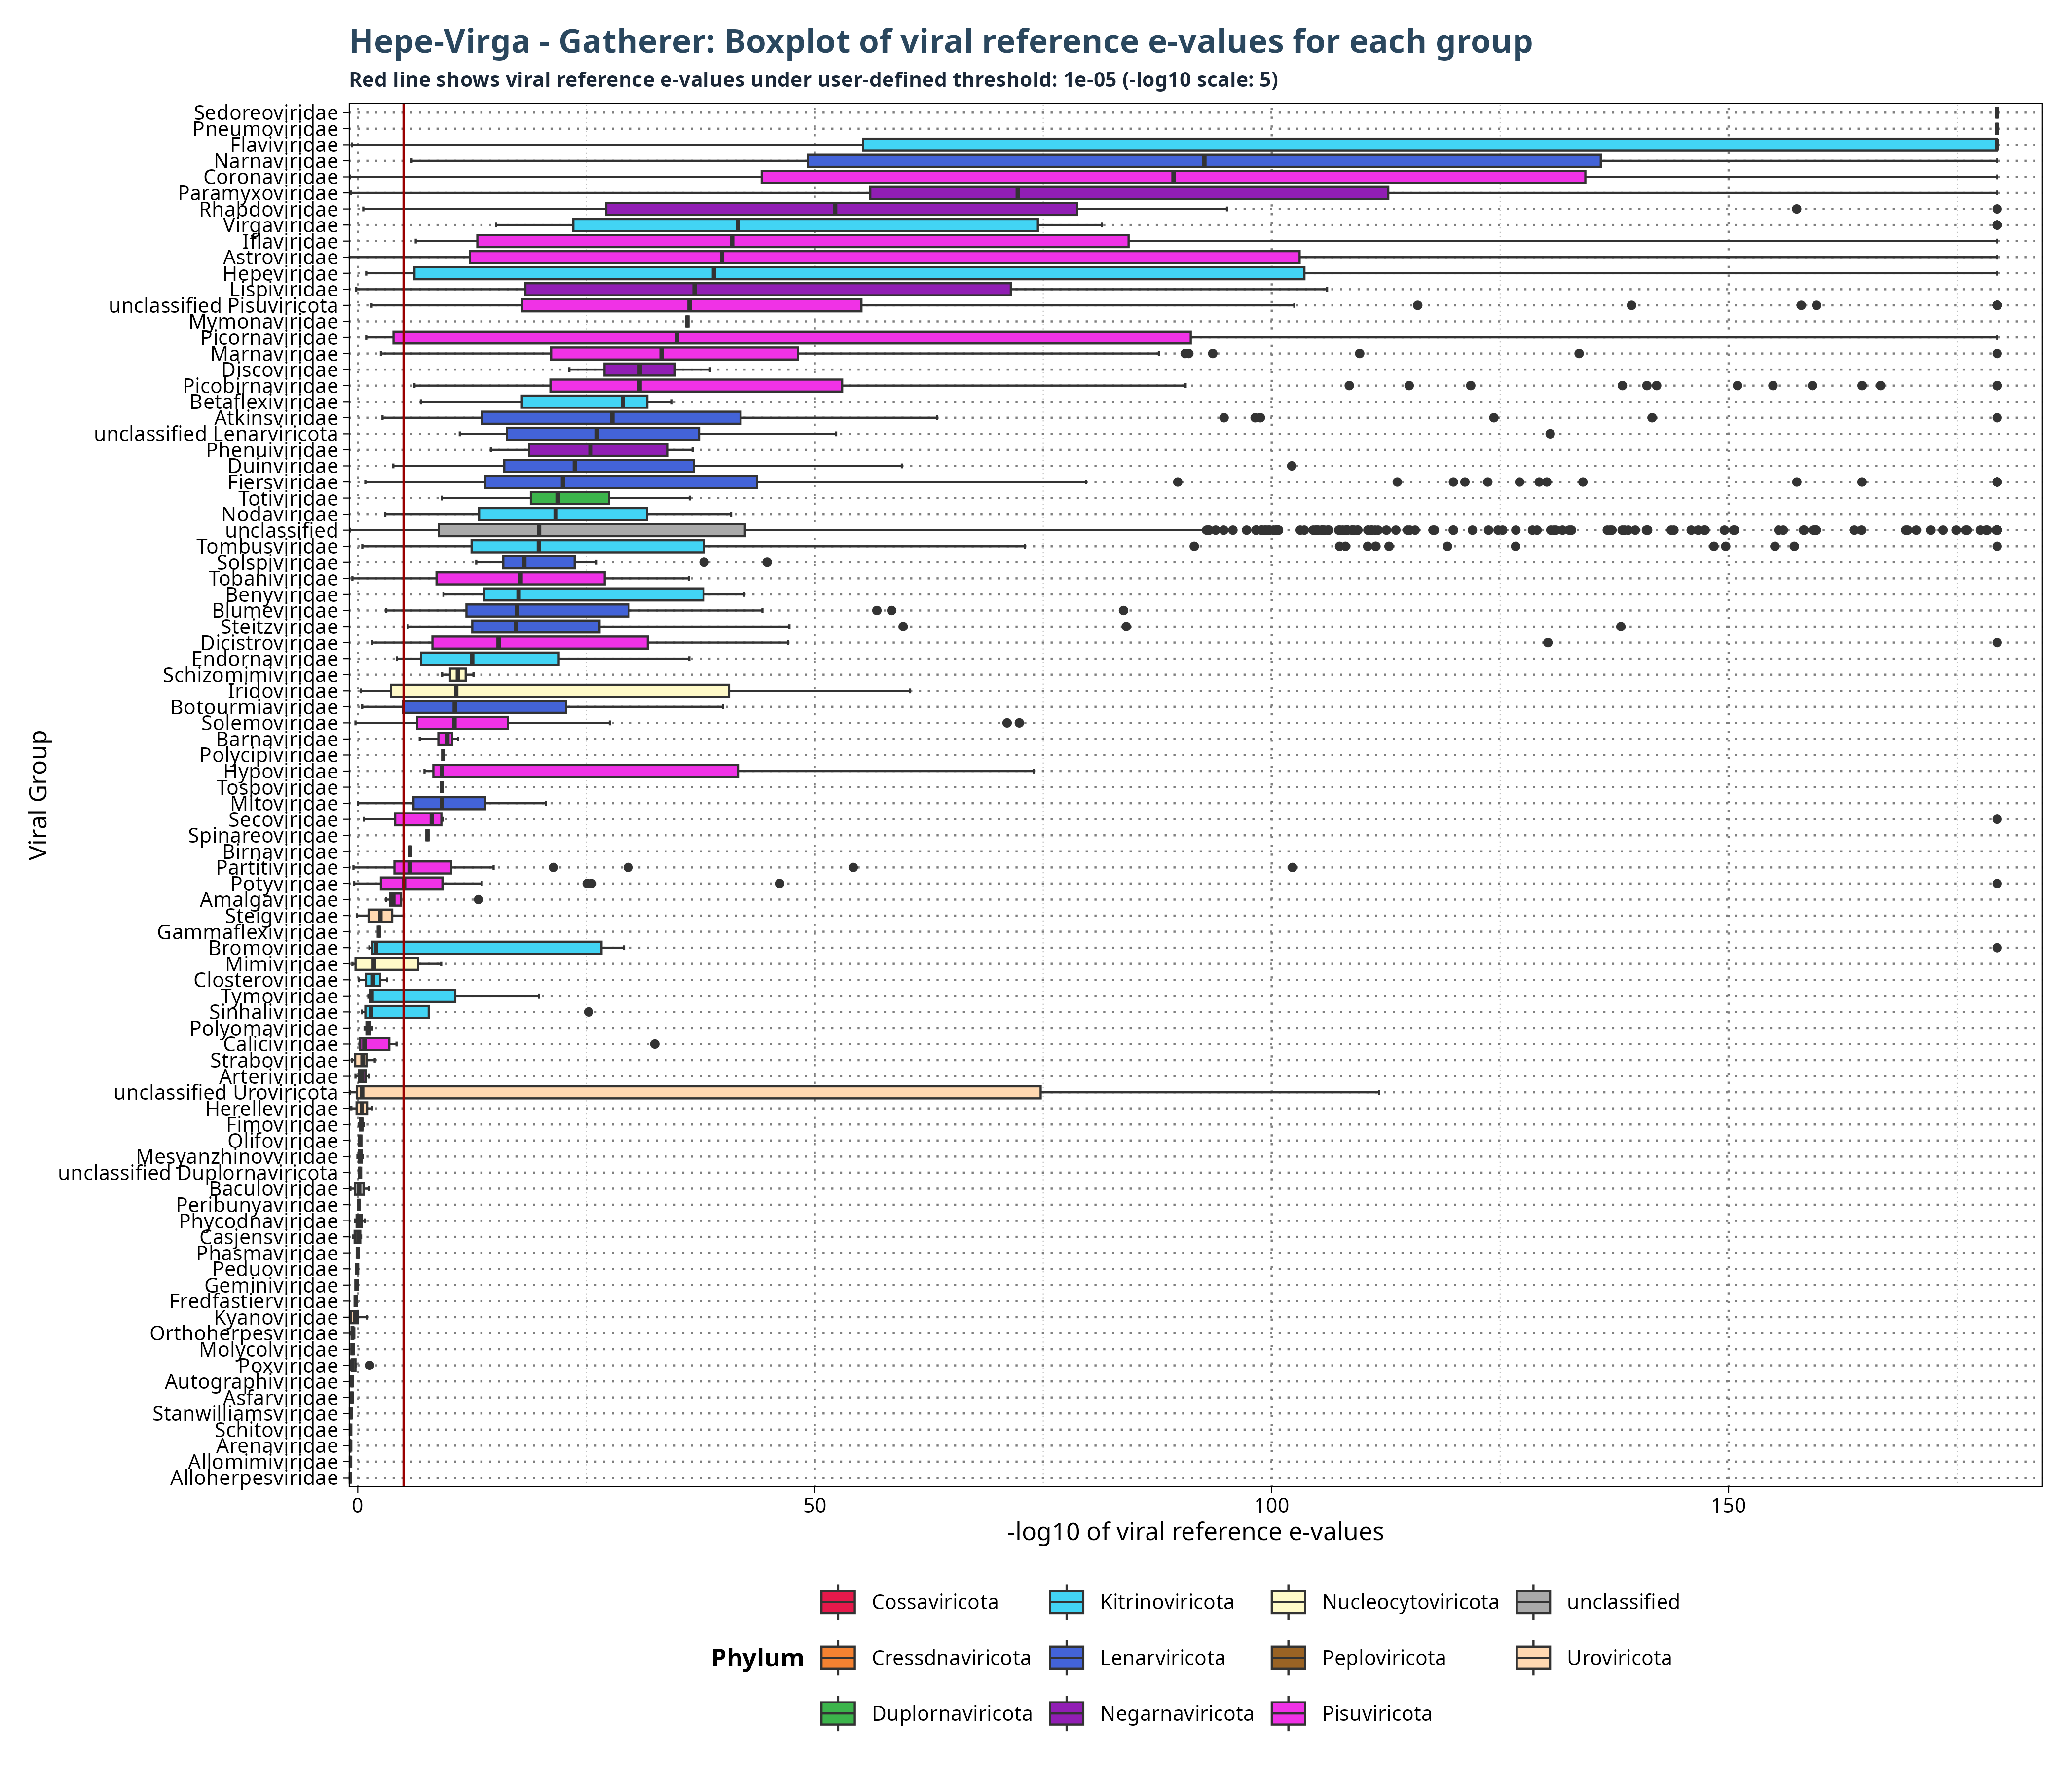 Hepe-Virga - Gatherer: Boxplot of viral reference e-values for each group
Red line shows viral reference e-values under user-defined threshold: 1e-05 (-log10 scale: 5)
Viral Group
Sedoreoviridae
Pneumoviridae
Flaviviridae
Narnaviridae
Coronaviridae
Paramyxoviridae
Rhabdoviridae
Virgaviridae
Iflaviridae
Astroviridae
Hepeviridae
Lispiviridae
unclassified Pisuviricota
Mymonaviridae
Picornaviridae
Marnaviridae
Discoviridae
Picobirnaviridae
Betaflexiviridae
Atkinsviridae
unclassified Lenarviricota
Phenuiviridae
Duinviridae
Fiersviridae
Totiviridae
Nodaviridae
unclassified
Tombusviridae
Solspiviridae
Tobaniviridae
Benyviridae
Blumeviridae
Steitzviridae
Dicistroviridae
Endornaviridae
Schizomimiviridae
Iridoviridae
Botourmiaviridae
Solemoviridae
Barnaviridae
Polycipiviridae
Hypoviridae
Tospoviridae
Mitoviridae
Secoviridae
Spinareoviridae
Birnaviridae
Partitiviridae
Potyviridae
Amalgaviridae
Steigviridae
Gammaflexiviridae
Bromoviridae
Mimiviridae
Closteroviridae
Tymoviridae
Sinhaliviridae
Polyomaviridae
Caliciviridae
Straboviridae
Arteriviridae
unclassified Uroviricota
Herelleviridae
Fimoviridae
Olifoviridae
Mesyanzhinovviridae
unclassified Duplornaviricota
Baculoviridae
Peribunyaviridae
Phycodnaviridae
Casjensviridae
Phasmaviridae
Peduoviridae
Geminiviridae
Fredfastierviridae
Kyanoviridae
Orthoherpesviridae
Molycolviridae
Poxviridae
Autographiviridae
Asfarviridae
Stanwilliamsviridae
Schitoviridae
Arenaviridae
Allomimiviridae
Alloherpesviridae
0 50 100 150
-log10 of viral reference e-values
Phylum
Cossaviricota Kitrinoviricota Nucleocytoviricota unclassified
Cressdnaviricota Lenarviricota Peploviricota Uroviricota
Duplornaviricota Negarnaviricota Pisuviricota